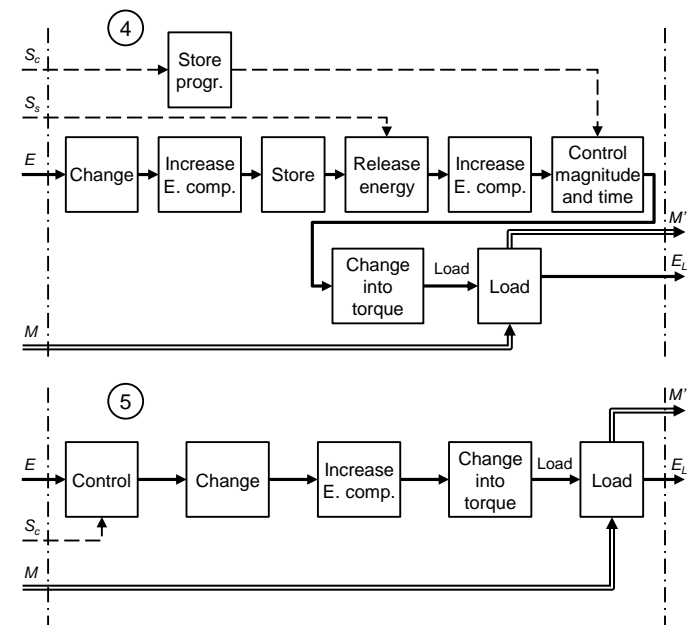 4
Sc
Store
progr.
Ss
E
Change
Increase
E. comp.
Store
Release
energy
Increase
E. comp.
Control
magnitude
and time
M'
Change
into
torque
Load
Load
EL
M
5
M'
E
Control
Change
Increase
E. comp.
Change
into
torque
Load
Load
EL
Sc
M